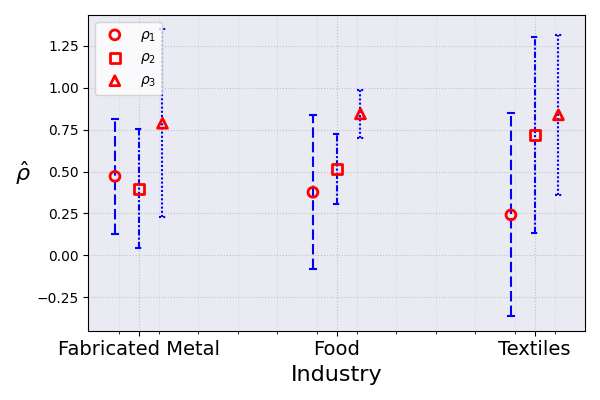 ρ₁
ρ₂
ρ₃
1.25
1.00
0.75
0.50
0.25
0.00
−0.25
ρ̂
Fabricated Metal Food Textiles
Industry